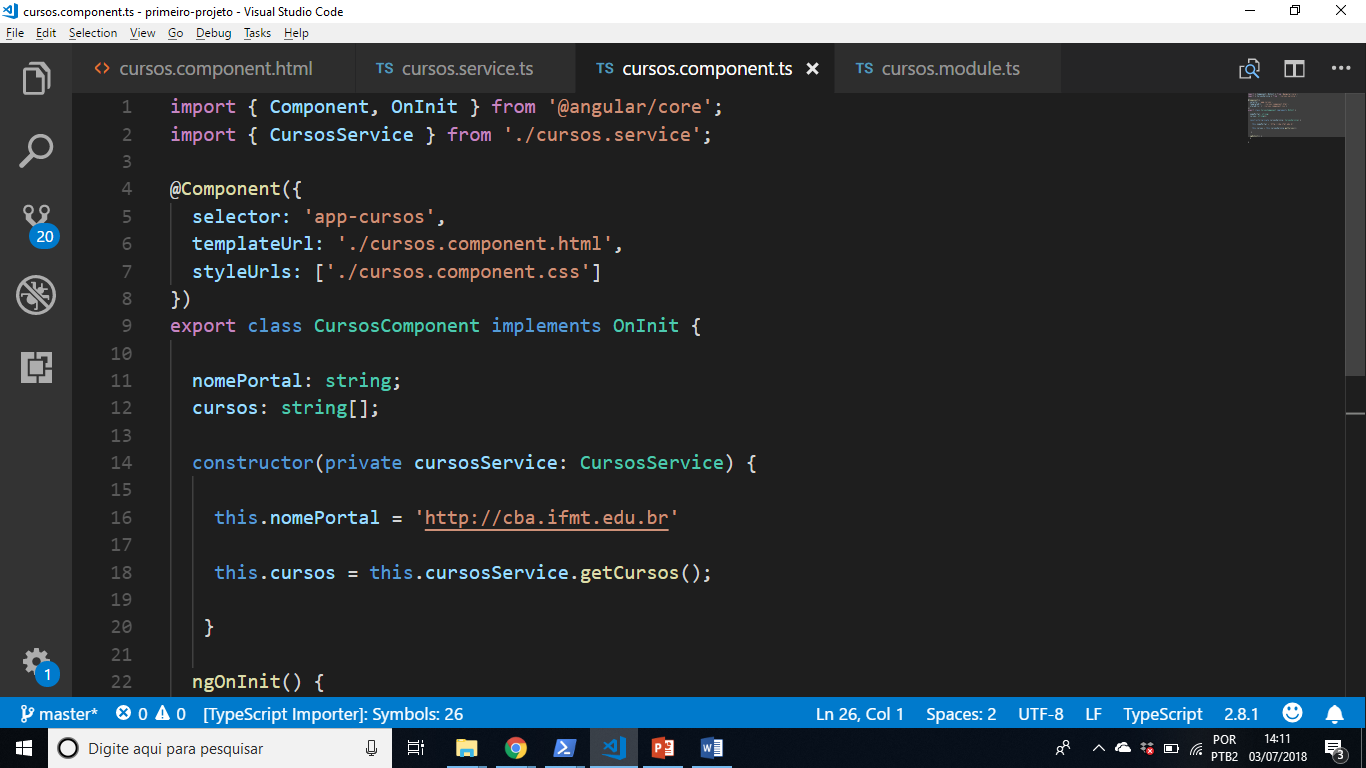 cursos.component.ts - primeiro-projeto - Visual Studio Code
File Edit Selection View Go Debug Tasks Help
<> cursos.component.html TS cursos.service.ts TS cursos.component.ts × TS cursos.module.ts ...
1 import { Component, OnInit } from '@angular/core';
2 import { CursosService } from './cursos.service';
3
4 @Component({
5 selector: 'app-cursos',
6 templateUrl: './cursos.component.html',
7 styleUrls: ['./cursos.component.css']
8 })
9 export class CursosComponent implements OnInit {
10
11 nomePortal: string;
12 cursos: string[];
13
14 constructor(private cursosService: CursosService) {
15
16 this.nomePortal = 'http://cba.ifmt.edu.br'
17
18 this.cursos = this.cursosService.getCursos();
19
20 }
21
22 ngOnInit() {
20
1
master* 0 0 [TypeScript Importer]: Symbols: 26 Ln 26, Col 1 Spaces: 2 UTF-8 LF TypeScript 2.8.1
Digite aqui para pesquisar POR 14:11
PTB2 03/07/2018 3